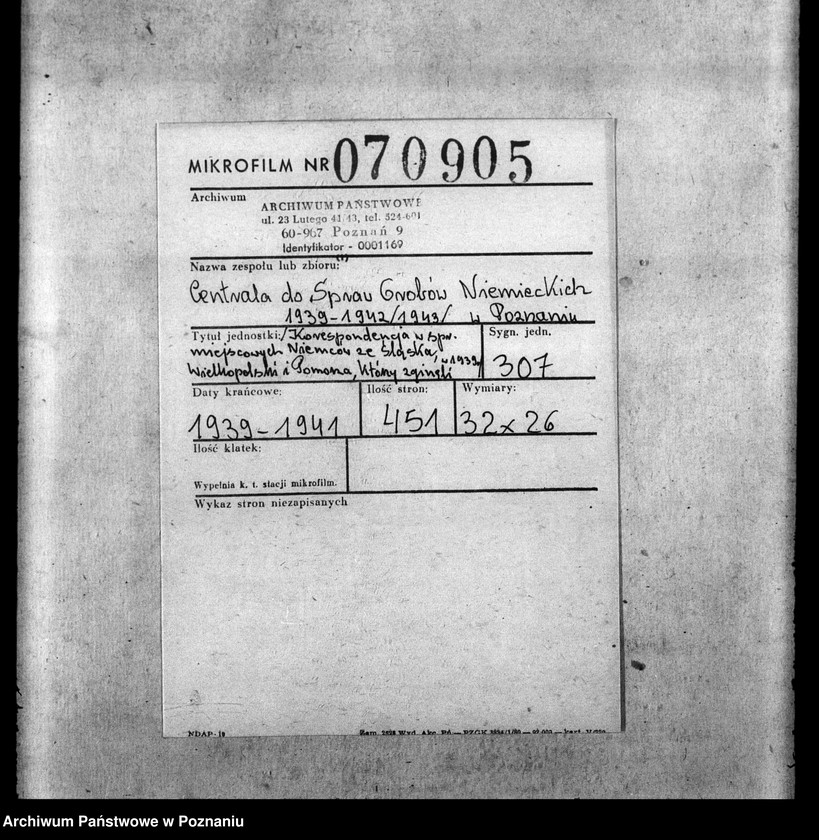 MIKROFILM NR 070905
Archiwum
ARCHIWUM PAŃSTWOWE
ul. 23 Lutego 41/43, tel. 524-601
60-967 Poznań 9
Identyfikator - 0001169
Nazwa zespołu lub zbioru:
Centrala do Spraw Grobów Niemieckich
1939-1942/1943/ w Poznaniu
Tytuł jednostki: /Korespondencja w spr.
miejscowych Niemców ze Śląska,
Wielkopolski i Pomorza, którzy zginęli w 1939/
Sygn. jedn.
307
Daty krańcowe:
1939-1941
Ilość stron:
451
Wymiary:
32x26
Ilość klatek:
Wypełnia k. t. stacji mikrofilm.
Wykaz stron niezapisanych
NDAP-19
Archiwum Państwowe w Poznaniu